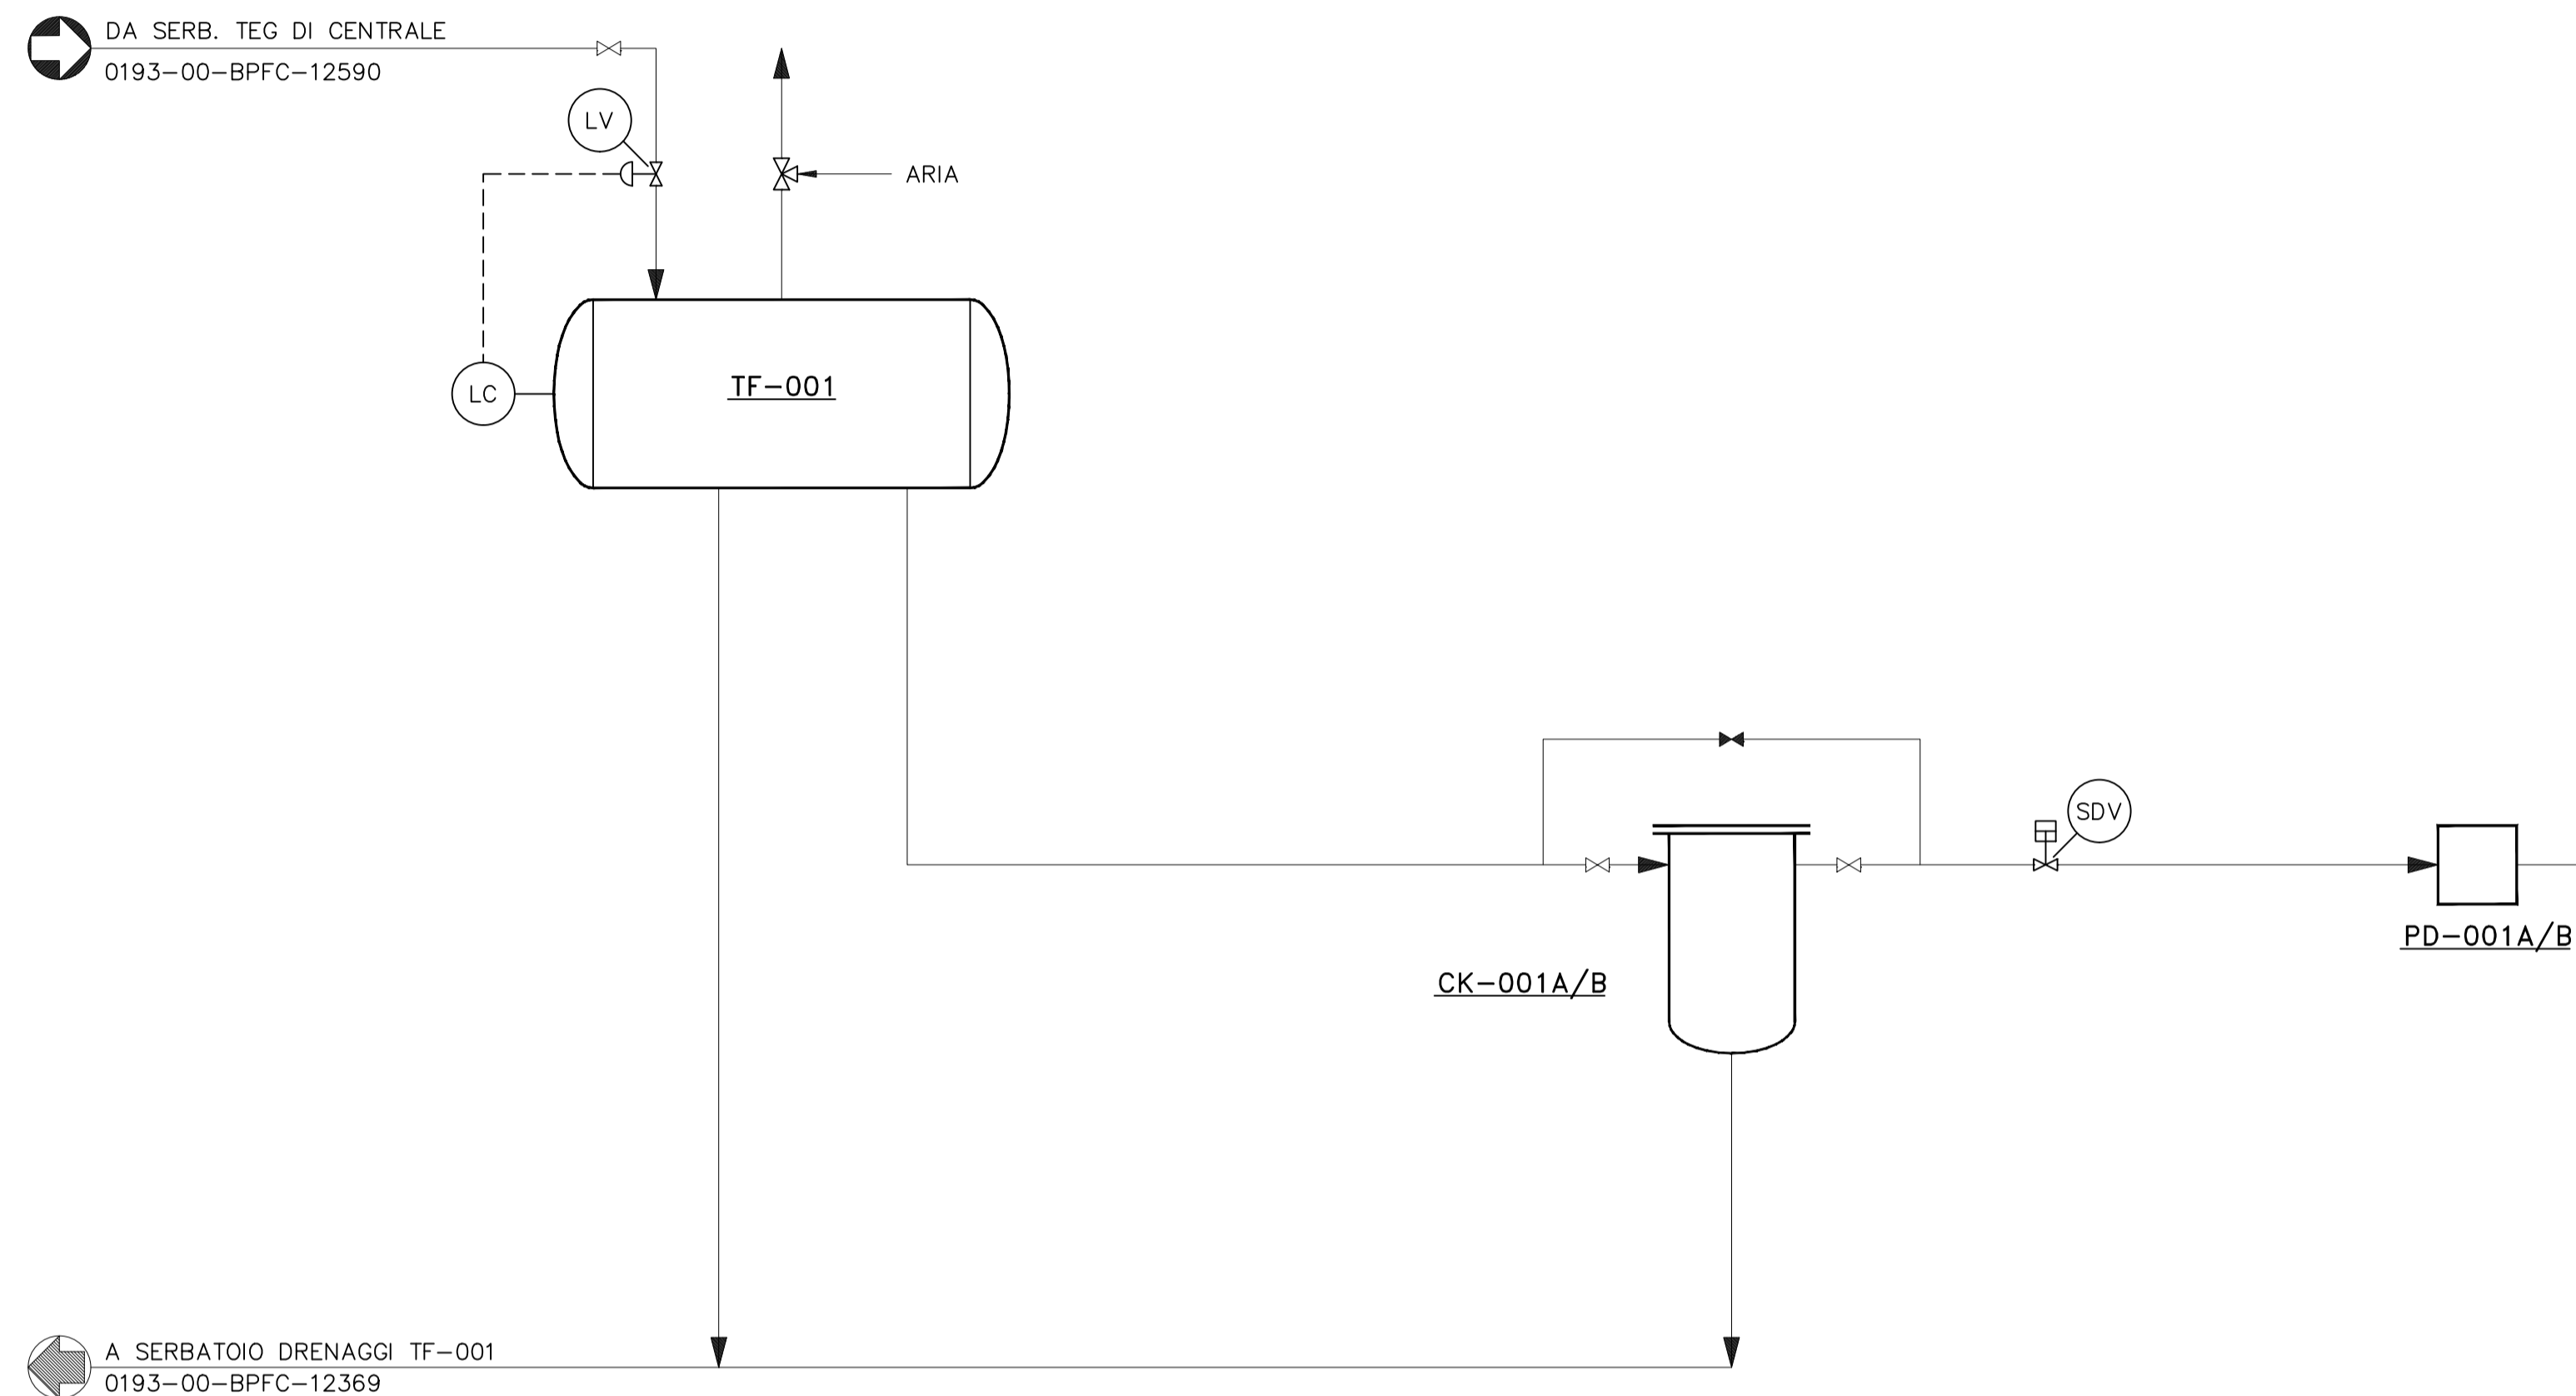 DA SERB. TEG DI CENTRALE
0193-00-BPFC-12590
LV
ARIA
LC
TF-001
SDV
PD-001A/B
CK-001A/B
A SERBATOIO DRENAGGI TF-001
0193-00-BPFC-12369